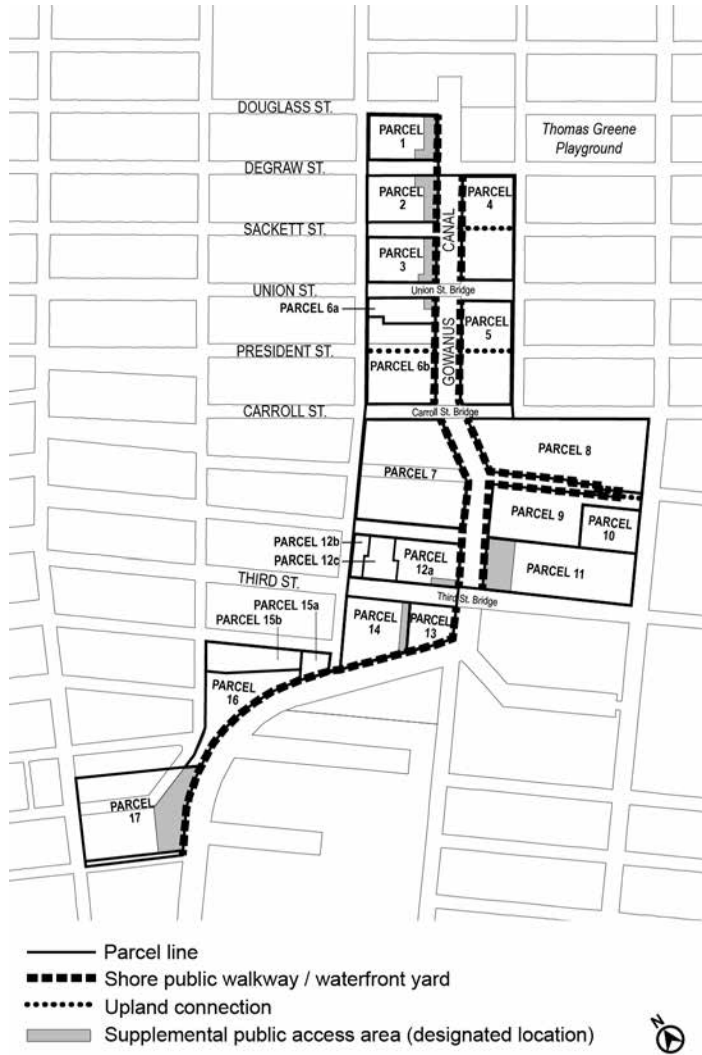 DOUGLASS ST.
PARCEL
1
Thomas Greene
Playground
DEGRAW ST.
PARCEL
2
PARCEL
4
CANAL
SACKETT ST.
PARCEL
3
Union St. Bridge
UNION ST.
PARCEL 6a
PARCEL
5
GOWANUS
PRESIDENT ST.
PARCEL 6b
CARROLL ST.
Carroll St. Bridge
PARCEL 8
PARCEL 7
PARCEL 9
PARCEL
10
PARCEL 12b
PARCEL 12c
PARCEL
12a
PARCEL 11
THIRD ST.
Third St. Bridge
PARCEL 15a
PARCEL 15b
PARCEL
14
PARCEL
13
PARCEL
16
PARCEL
17
Parcel line
Shore public walkway / waterfront yard
Upland connection
Supplemental public access area (designated location)
N